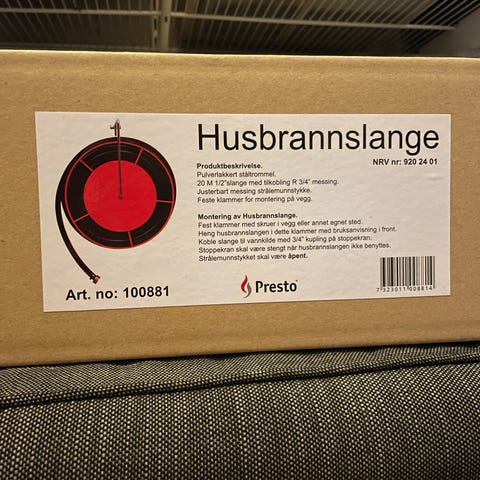 Husbrannslange
NRV nr: 920 24 01
Produktbeskrivelse.
Pulverlakkert ståltrommel.
20 M 1/2"slange med tilkobling R 3/4" messing.
Justerbart messing strålemunnstykke.
Feste klammer for montering på vegg.
Montering av Husbrannslange.
Fest klammer med skruer i vegg eller annet egnet sted.
Heng husbrannslangen i dette klammer med bruksanvisning i front.
Koble slange til vannkilde med 3/4" kupling på stoppekran.
Stoppekran skal være stengt når husbrannslangen ikke benyttes.
Strålemunnstykket skal være åpent.
Art. no: 100881
Presto
7 323011 008814